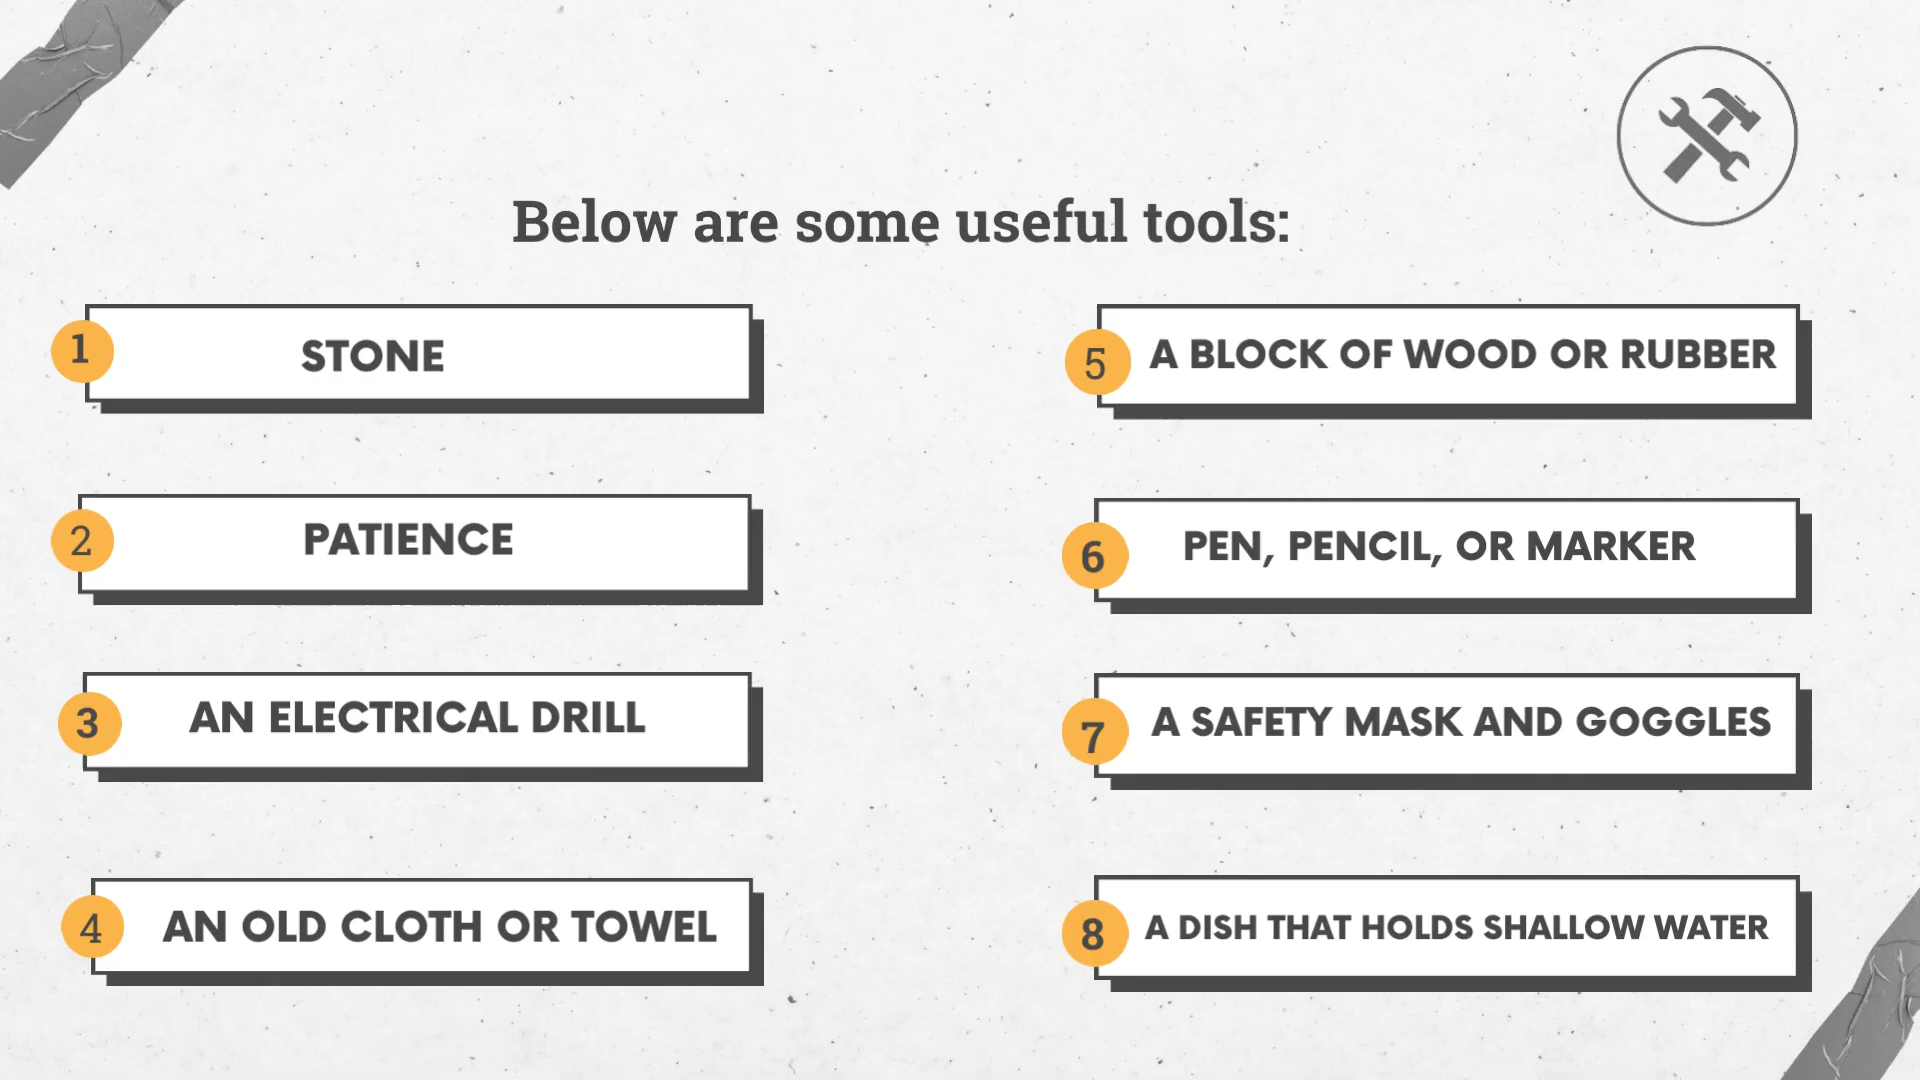 Below are some useful tools:
1 STONE
2 PATIENCE
3 AN ELECTRICAL DRILL
4 AN OLD CLOTH OR TOWEL
5 A BLOCK OF WOOD OR RUBBER
6 PEN, PENCIL, OR MARKER
7 A SAFETY MASK AND GOGGLES
8 A DISH THAT HOLDS SHALLOW WATER